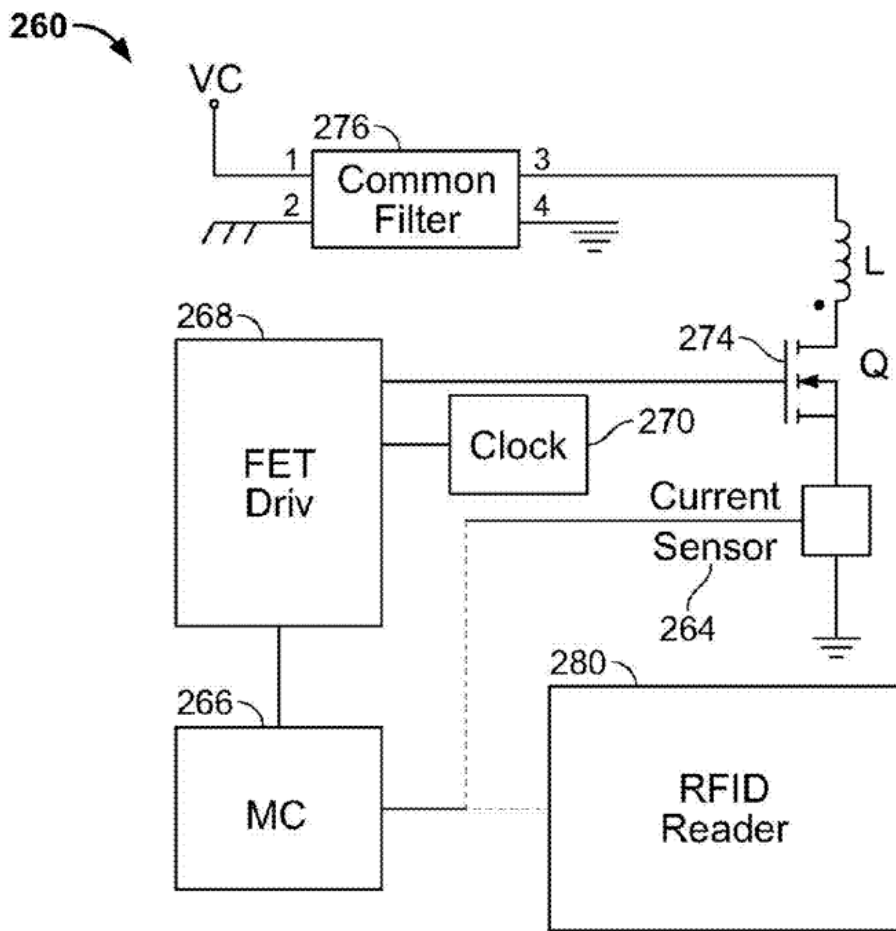 260
VC
276
1
3
Common
Filter
2
4
L
268
274
Q
FET
Driv
Clock
270
Current
Sensor
264
280
266
MC
RFID
Reader